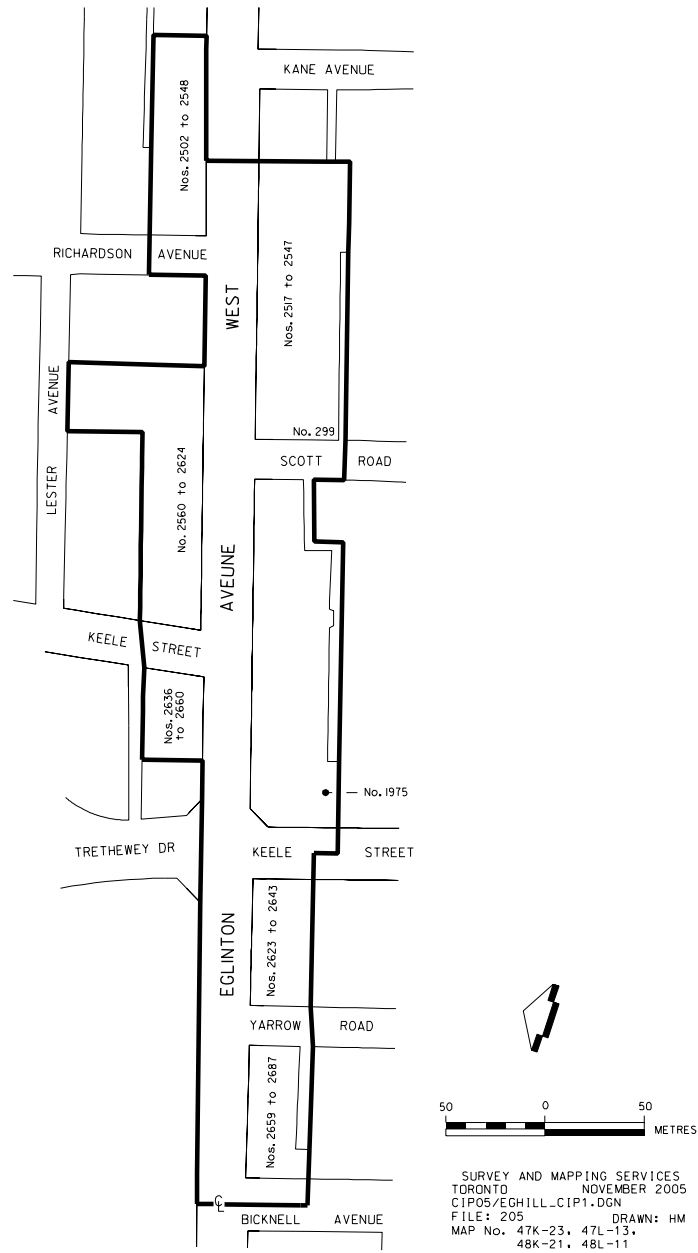 KANE AVENUE
Nos. 2502 to 2548
RICHARDSON AVENUE
WEST
Nos. 2517 to 2547
LESTER AVENUE
No. 299
SCOTT ROAD
No. 2560 to 2624
AVEUNE
KEELE STREET
Nos. 2636
to 2660
No. 1975
TRETHEWEY DR
KEELE STREET
EGLINTON
Nos. 2623 to 2643
YARROW ROAD
Nos. 2659 to 2687
CL
BICKNELL AVENUE
50 0 50
METRES
SURVEY AND MAPPING SERVICES
TORONTO NOVEMBER 2005
CIP05/EGHILL_CIP1.DGN
FILE: 205 DRAWN: HM
MAP No. 47K-23, 47L-13,
48K-21, 48L-11